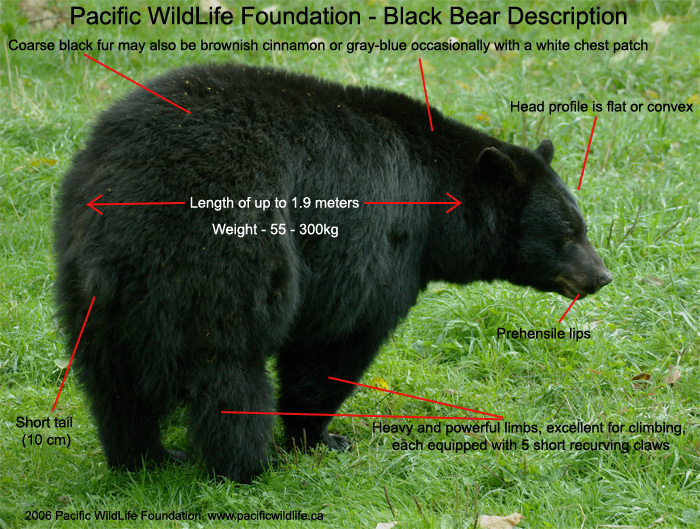 Pacific WildLife Foundation - Black Bear Description
Coarse black fur may also be brownish cinnamon or gray-blue occasionally with a white chest patch
Head profile is flat or convex
Length of up to 1.9 meters
Weight - 55 - 300kg
Prehensile lips
Short tail
(10 cm)
Heavy and powerful limbs, excellent for climbing,
each equipped with 5 short recurving claws
2006 Pacific WildLife Foundation www.pacificwildlife.ca